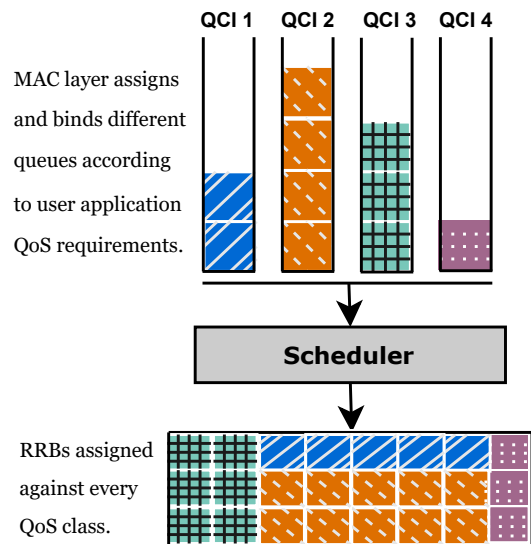 QCI 1 QCI 2 QCI 3 QCI 4
MAC layer assigns
and binds different
queues according
to user application
QoS requirements.
Scheduler
RRBs assigned
against every
QoS class.